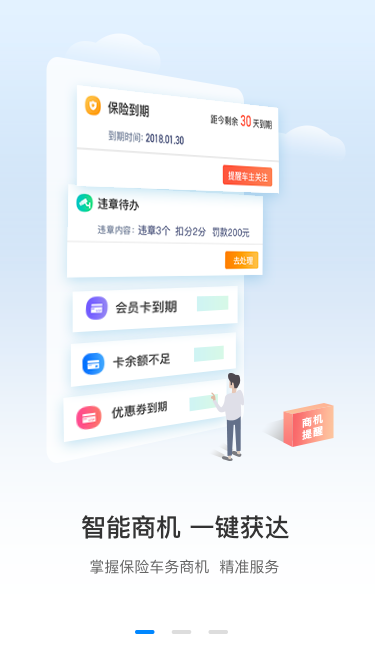 保险到期
距今剩余 30 天到期
到期时间: 2018.01.30
提醒车主关注
违章待办
违章内容: 违章3个 扣分2分 罚款200元
去处理
会员卡到期
卡余额不足
优惠券到期
商机
提醒
智能商机 一键获达
掌握保险车务商机 精准服务